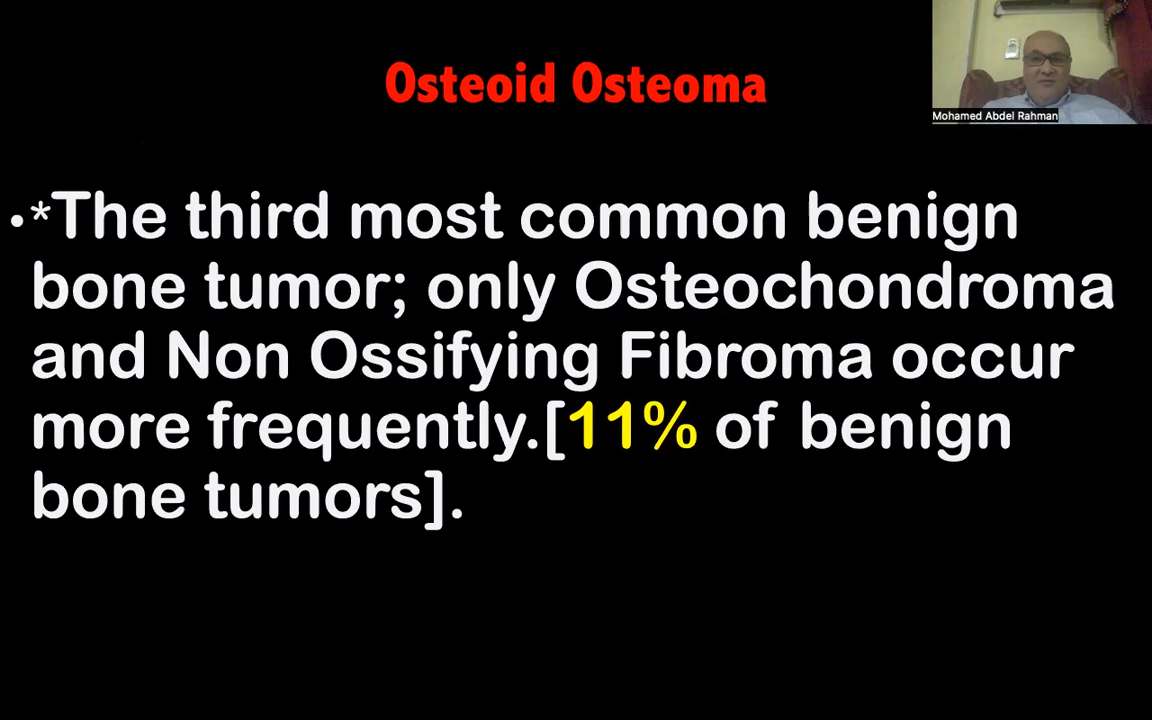 Osteoid Osteoma
Mohamed Abdel Rahman
•*The third most common benign
bone tumor; only Osteochondroma
and Non Ossifying Fibroma occur
more frequently.[11% of benign
bone tumors].